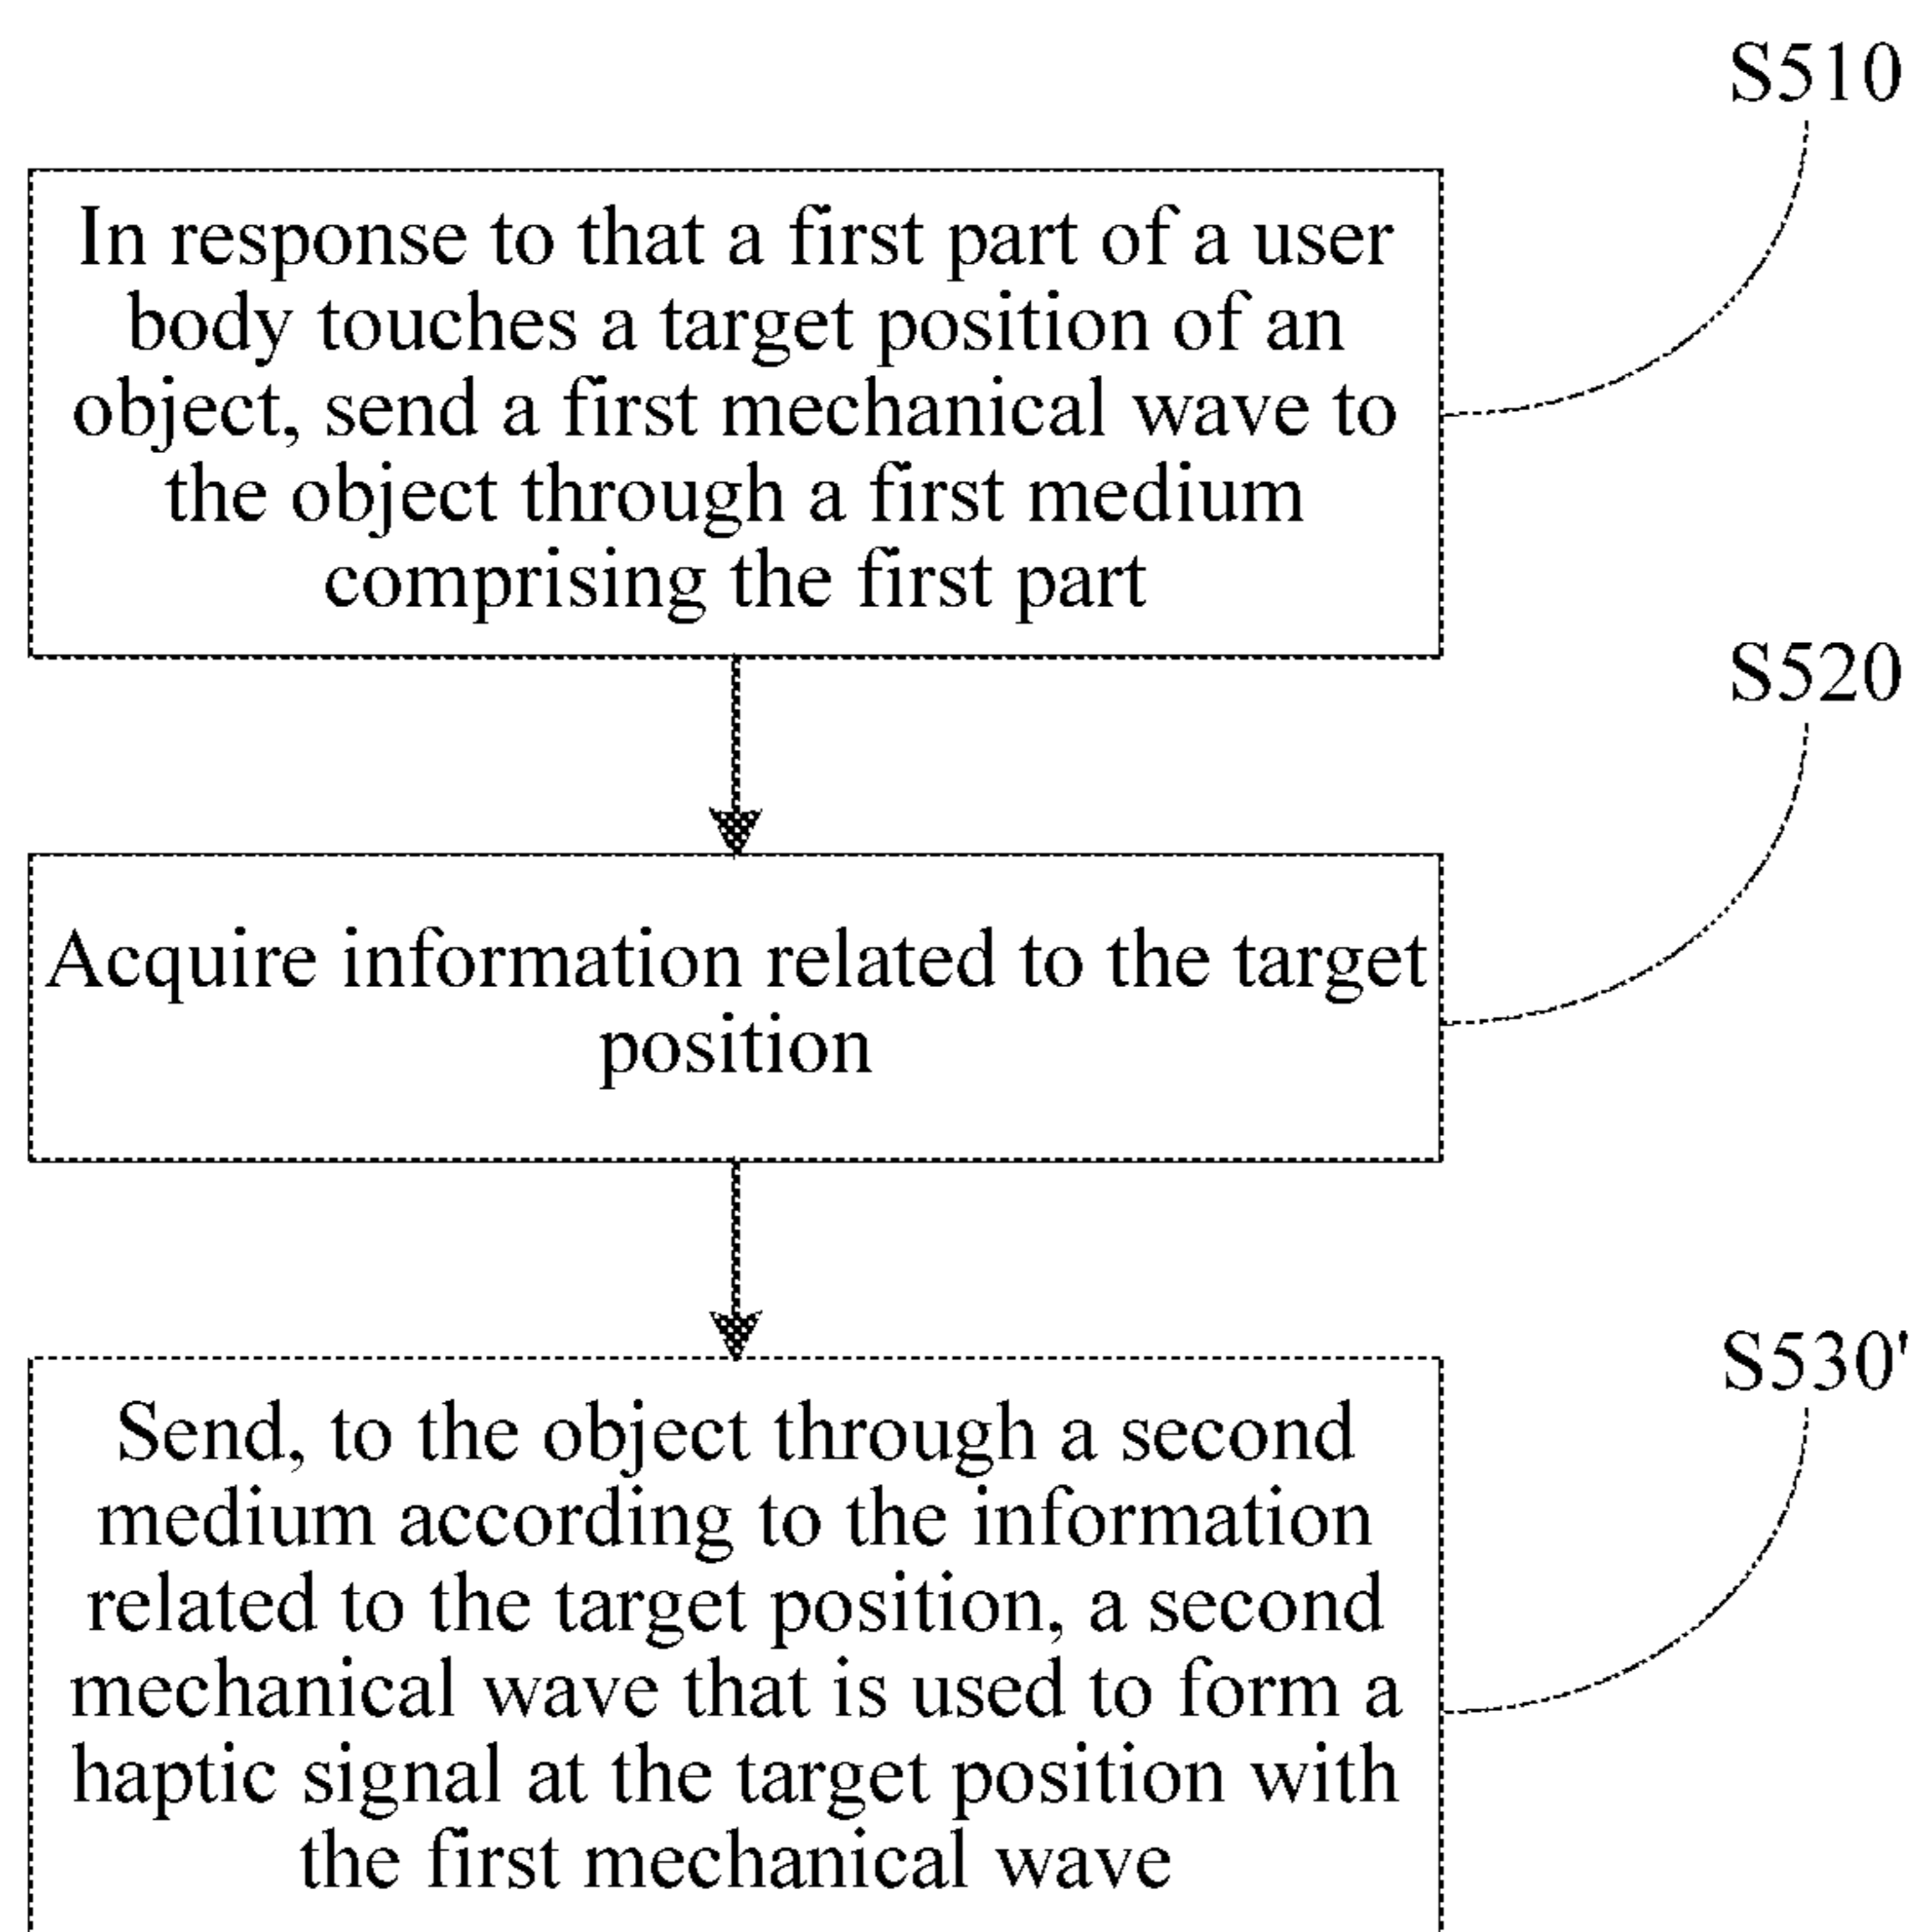 S510
In response to that a first part of a user
body touches a target position of an
object, send a first mechanical wave to
the object through a first medium
comprising the first part
S520
Acquire information related to the target
position
S530'
Send, to the object through a second
medium according to the information
related to the target position, a second
mechanical wave that is used to form a
haptic signal at the target position with
the first mechanical wave